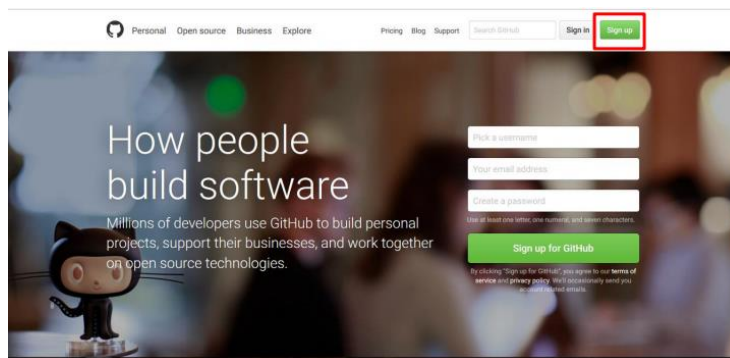 Personal Open source Business Explore Pricing Blog Support Search GitHub Sign in Sign up
How people
build software
Millions of developers use GitHub to build personal
projects, support their businesses, and work together
on open source technologies.
Pick a username
Your email address
Create a password
Use at least one letter, one numeral, and seven characters.
Sign up for GitHub
By clicking "Sign up for GitHub", you agree to our terms of
service and privacy policy. We'll occasionally send you
account related emails.